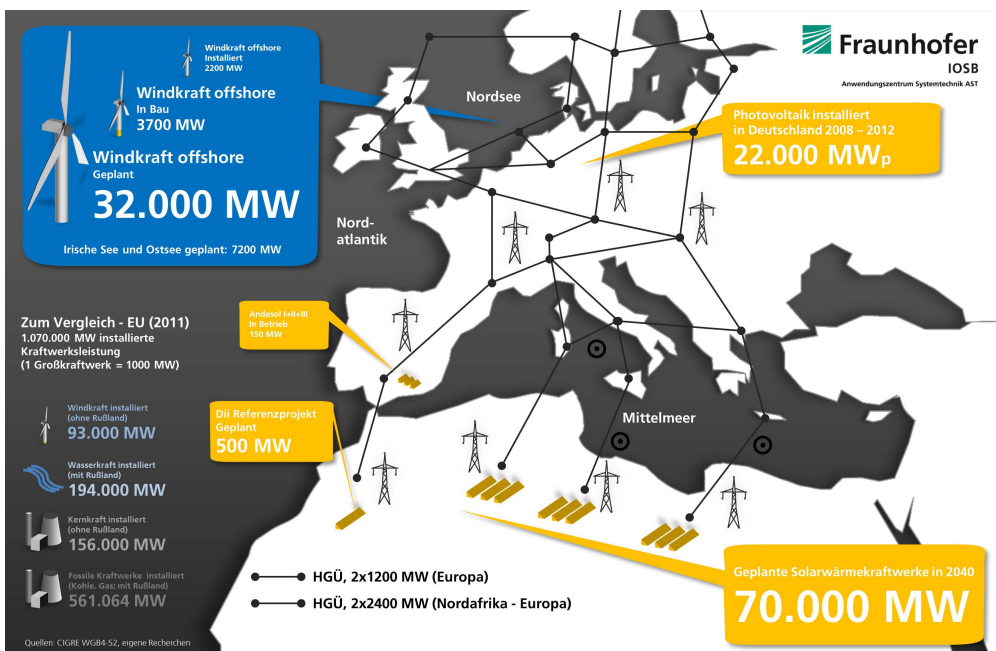 Windkraft offshore
Installiert
2200 MW
Windkraft offshore
In Bau
3700 MW
Windkraft offshore
Geplant
32.000 MW
Irische See und Ostsee geplant: 7200 MW
Nordsee
Fraunhofer
IOSB
Anwendungszentrum Systemtechnik AST
Photovoltaik installiert
in Deutschland 2008 – 2012
22.000 MWp
Nord-
atlantik
Zum Vergleich - EU (2011)
1.070.000 MW installierte
Kraftwerksleistung
(1 Großkraftwerk = 1000 MW)
Andasol I+II+III
In Betrieb
150 MW
Windkraft installiert
(ohne Rußland)
93.000 MW
Dii Referenzprojekt
Geplant
500 MW
Mittelmeer
Wasserkraft installiert
(mit Rußland)
194.000 MW
Kernkraft installiert
(ohne Rußland)
156.000 MW
Fossile Kraftwerke installiert
(Kohle, Gas; mit Rußland)
561.064 MW
HGÜ, 2x1200 MW (Europa)
HGÜ, 2x2400 MW (Nordafrika - Europa)
Geplante Solarwärmekraftwerke in 2040
70.000 MW
Quellen: CIGRE WGB4-52, eigene Recherchen